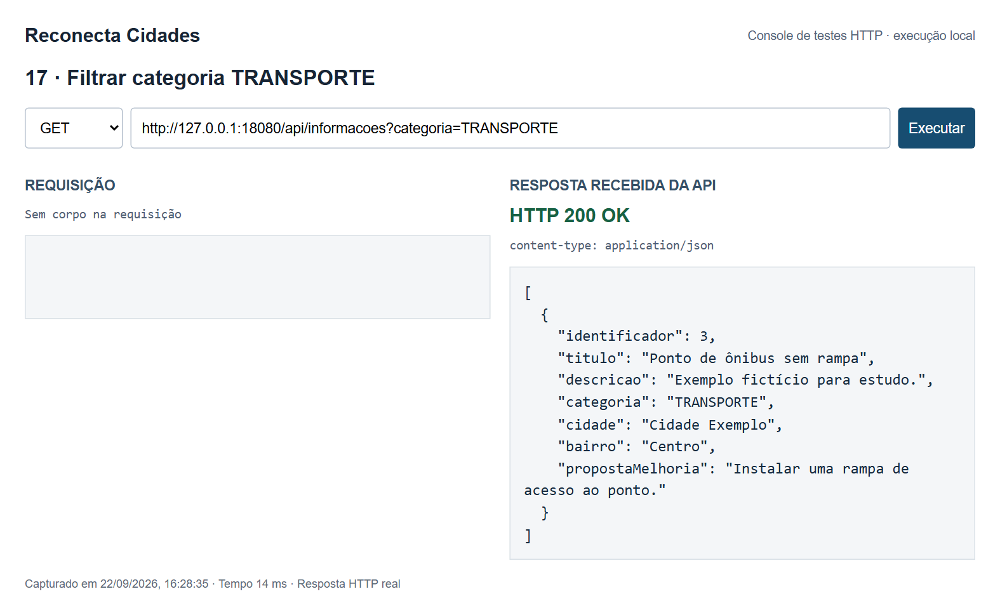 Reconecta Cidades
Console de testes HTTP · execução local
17 · Filtrar categoria TRANSPORTE
GET
http://127.0.0.1:18080/api/informacoes?categoria=TRANSPORTE
Executar
REQUISIÇÃO
Sem corpo na requisição
RESPOSTA RECEBIDA DA API
HTTP 200 OK
content-type: application/json
[
  {
    "identificador": 3,
    "titulo": "Ponto de ônibus sem rampa",
    "descricao": "Exemplo fictício para estudo.",
    "categoria": "TRANSPORTE",
    "cidade": "Cidade Exemplo",
    "bairro": "Centro",
    "propostaMelhoria": "Instalar uma rampa de
acesso ao ponto."
  }
]
Capturado em 22/09/2026, 16:28:35 · Tempo 14 ms · Resposta HTTP real